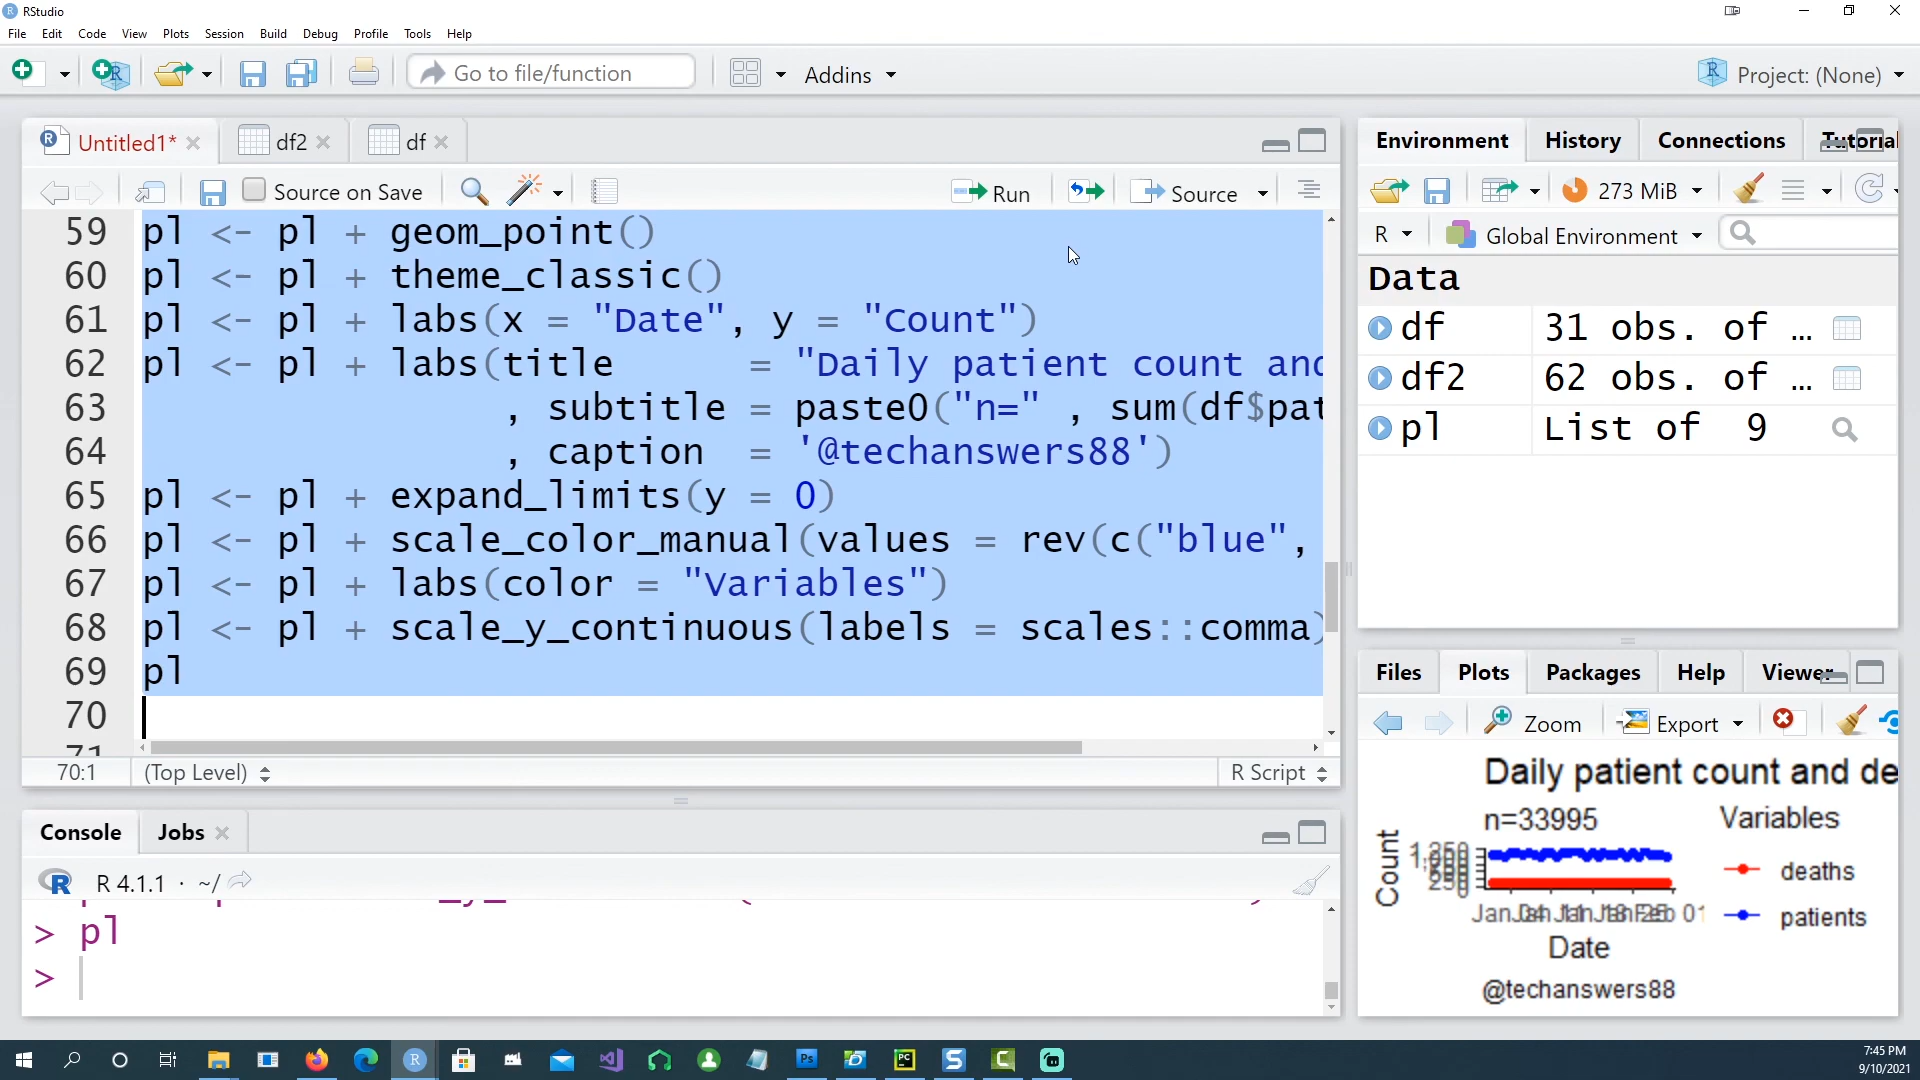 RStudio
File Edit Code View Plots Session Build Debug Profile Tools Help
Go to file/function
Addins
Project: (None)
Untitled1*
df2
df
Source on Save
Run
Source
59 pl <- pl + geom_point()
60 pl <- pl + theme_classic()
61 pl <- pl + labs(x = "Date", y = "Count")
62 pl <- pl + labs(title = "Daily patient count and
63 , subtitle = paste0("n=" , sum(df$pat
64 , caption = '@techanswers88')
65 pl <- pl + expand_limits(y = 0)
66 pl <- pl + scale_color_manual(values = rev(c("blue",
67 pl <- pl + labs(color = "Variables")
68 pl <- pl + scale_y_continuous(labels = scales::comma)
69 pl
70
71
70:1 (Top Level) R Script
Console Jobs
R 4.1.1 · ~/
> pl
>
Environment History Connections Tutorial
273 MiB
R Global Environment
Data
df 31 obs. of ...
df2 62 obs. of ...
pl List of 9
Files Plots Packages Help Viewer
Zoom Export
Daily patient count and de
n=33995
Variables
Count
deaths
patients
Date
@techanswers88
7:45 PM
9/10/2021